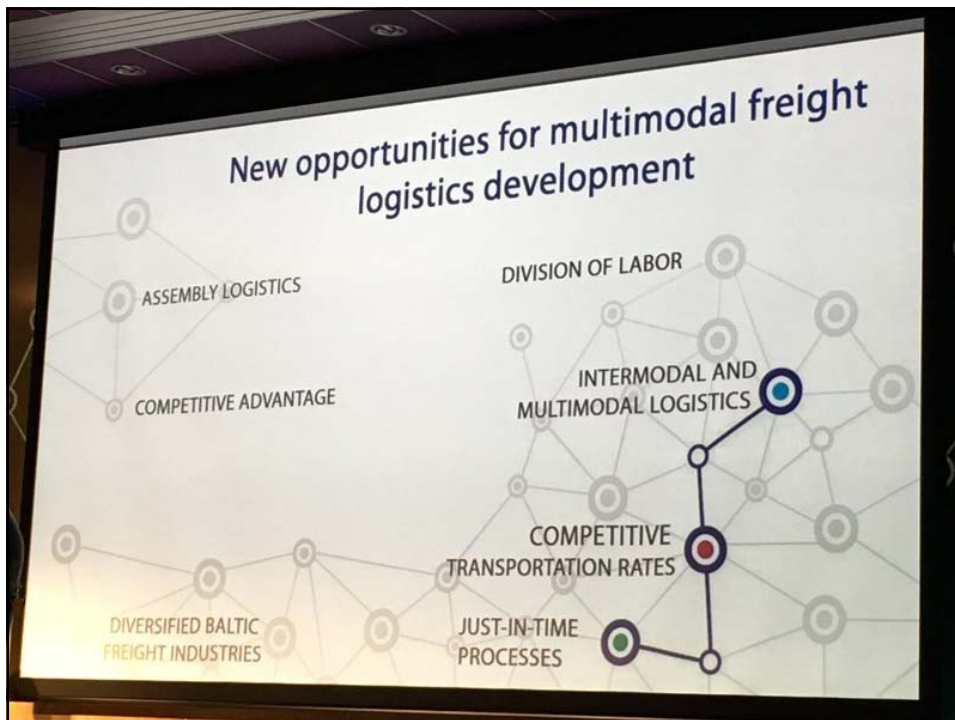 New opportunities for multimodal freight
logistics development
ASSEMBLY LOGISTICS
DIVISION OF LABOR
COMPETITIVE ADVANTAGE
INTERMODAL AND
MULTIMODAL LOGISTICS
COMPETITIVE
TRANSPORTATION RATES
DIVERSIFIED BALTIC
FREIGHT INDUSTRIES
JUST-IN-TIME
PROCESSES